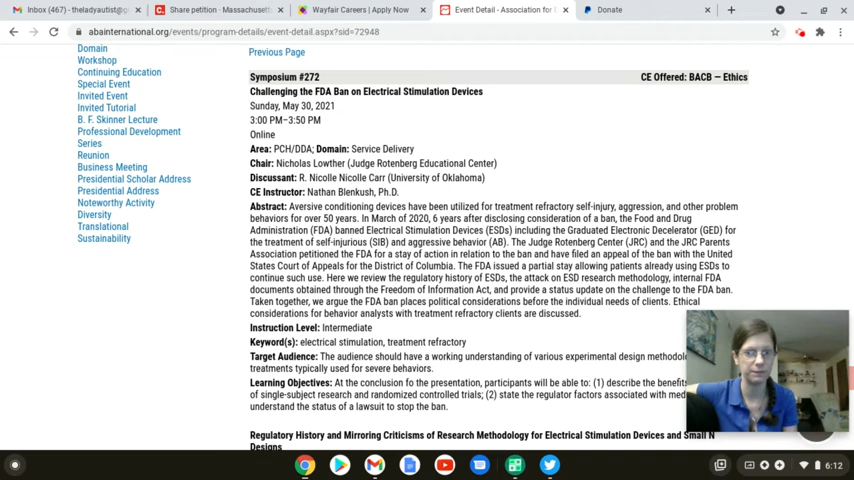 Inbox (467) - theladyautist@g
Share petition · Massachusett
Wayfair Careers | Apply Now
Event Detail - Association for B
Donate
abainternational.org/events/program-details/event-detail.aspx?sid=72948
Domain
Workshop
Continuing Education
Special Event
Invited Event
Invited Tutorial
B. F. Skinner Lecture
Professional Development
Series
Reunion
Business Meeting
Presidential Scholar Address
Presidential Address
Noteworthy Activity
Diversity
Translational
Sustainability
Previous Page
Symposium #272 CE Offered: BACB — Ethics
Challenging the FDA Ban on Electrical Stimulation Devices
Sunday, May 30, 2021
3:00 PM–3:50 PM
Online
Area: PCH/DDA; Domain: Service Delivery
Chair: Nicholas Lowther (Judge Rotenberg Educational Center)
Discussant: R. Nicolle Nicolle Carr (University of Oklahoma)
CE Instructor: Nathan Blenkush, Ph.D.
Abstract: Aversive conditioning devices have been utilized for treatment refractory self-injury, aggression, and other problem
behaviors for over 50 years. In March of 2020, 6 years after disclosing consideration of a ban, the Food and Drug
Administration (FDA) banned Electrical Stimulation Devices (ESDs) including the Graduated Electronic Decelerator (GED) for
the treatment of self-injurious (SIB) and aggressive behavior (AB). The Judge Rotenberg Center (JRC) and the JRC Parents
Association petitioned the FDA for a stay of action in relation to the ban and have filed an appeal of the ban with the United
States Court of Appeals for the District of Columbia. The FDA issued a partial stay allowing patients already using ESDs to
continue such use. Here we review the regulatory history of ESDs, the attack on ESD research methodology, internal FDA
documents obtained through the Freedom of Information Act, and provide a status update on the challenge to the FDA ban.
Taken together, we argue the FDA ban places political considerations before the individual needs of clients. Ethical
considerations for behavior analysts with treatment refractory clients are discussed.
Instruction Level: Intermediate
Keyword(s): electrical stimulation, treatment refractory
Target Audience: The audience should have a working understanding of various experimental design methodolo
treatments typically used for severe behaviors.
Learning Objectives: At the conclusion fo the presentation, participants will be able to: (1) describe the benefits
of single-subject research and randomized controlled trials; (2) state the regulator factors associated with med
understand the status of a lawsuit to stop the ban.
Regulatory History and Mirroring Criticisms of Research Methodology for Electrical Stimulation Devices and Small N
Designs
6:12